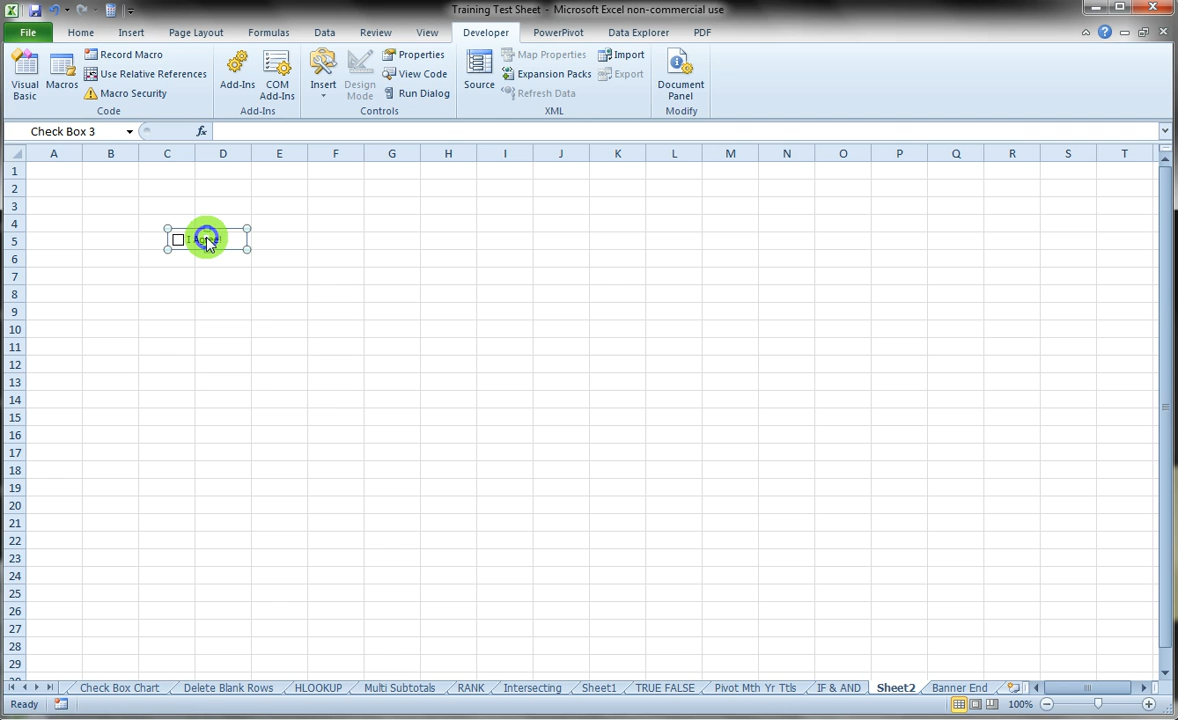 Training Test Sheet - Microsoft Excel non-commercial use
File Home Insert Page Layout Formulas Data Review View Developer PowerPivot Data Explorer PDF
Visual Basic
Macros
Record Macro
Use Relative References
Macro Security
Code
Add-Ins
COM Add-Ins
Add-Ins
Insert
Design Mode
Properties
View Code
Run Dialog
Controls
Source
Map Properties
Expansion Packs
Refresh Data
Import
Export
XML
Document Panel
Modify
Check Box 3 fx
A B C D E F G H I J K L M N O P Q R S T
1
2
3
4
5 I Agree!
6
7
8
9
10
11
12
13
14
15
16
17
18
19
20
21
22
23
24
25
26
27
28
29
Check Box Chart Delete Blank Rows HLOOKUP Multi Subtotals RANK Intersecting Sheet1 TRUE FALSE Pivot Mth Yr Ttls IF & AND Sheet2 Banner End
Ready 100%